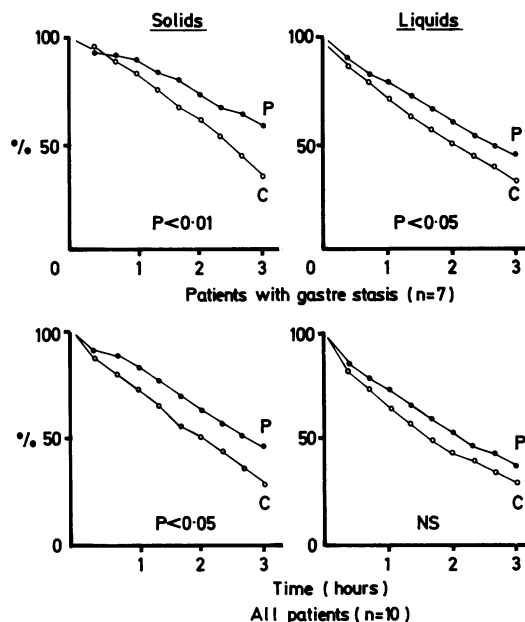 Solids Liquids
100 100
% 50 50
P P
C C
P<0·01 P<0·05
0 1 2 3 0 1 2 3
Patients with gastre stasis (n=7)
100 100
% 50 50
P P
C C
P<0·05 NS
0 0
1 2 3 1 2 3
Time (hours)
All patients (n=10)